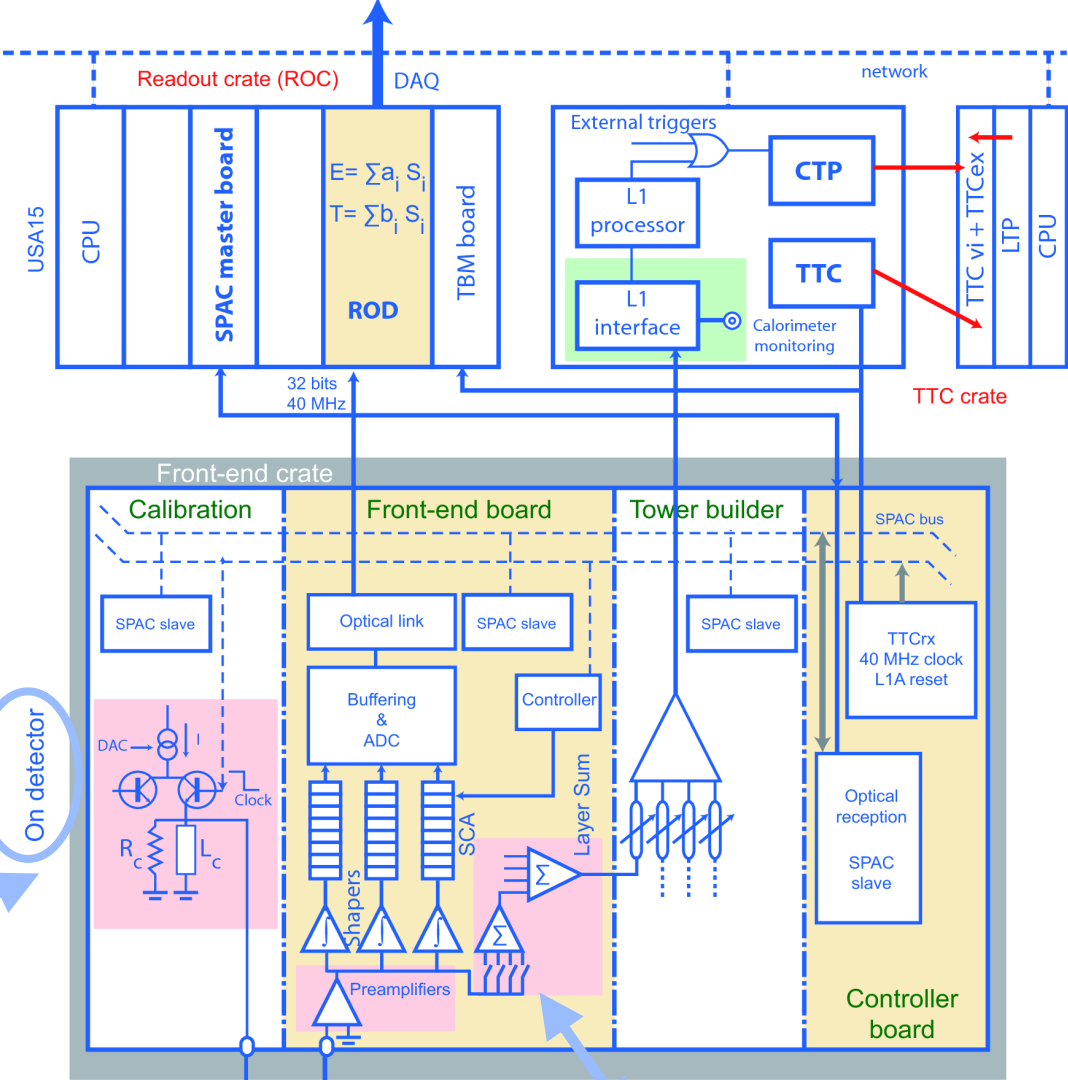 Readout crate (ROC)
DAQ
network
USA15
CPU
SPAC master board
E= ∑a_i S_i
T= ∑b_i S_i
ROD
TBM board
External triggers
CTP
L1
processor
TTC
L1
interface
Calorimeter
monitoring
TTC vi + TTCex
LTP
CPU
TTC crate
32 bits
40 MHz
Front-end crate
Calibration
Front-end board
Tower builder
SPAC bus
SPAC slave
Optical link
SPAC slave
SPAC slave
TTCrx
40 MHz clock
L1A reset
Buffering
&
ADC
Controller
On detector
DAC
I
Clock
R_c
L_c
SCA
Layer Sum
Optical
reception
SPAC
slave
Shapers
∑
∫
∫
∫
∑
Preamplifiers
Controller
board